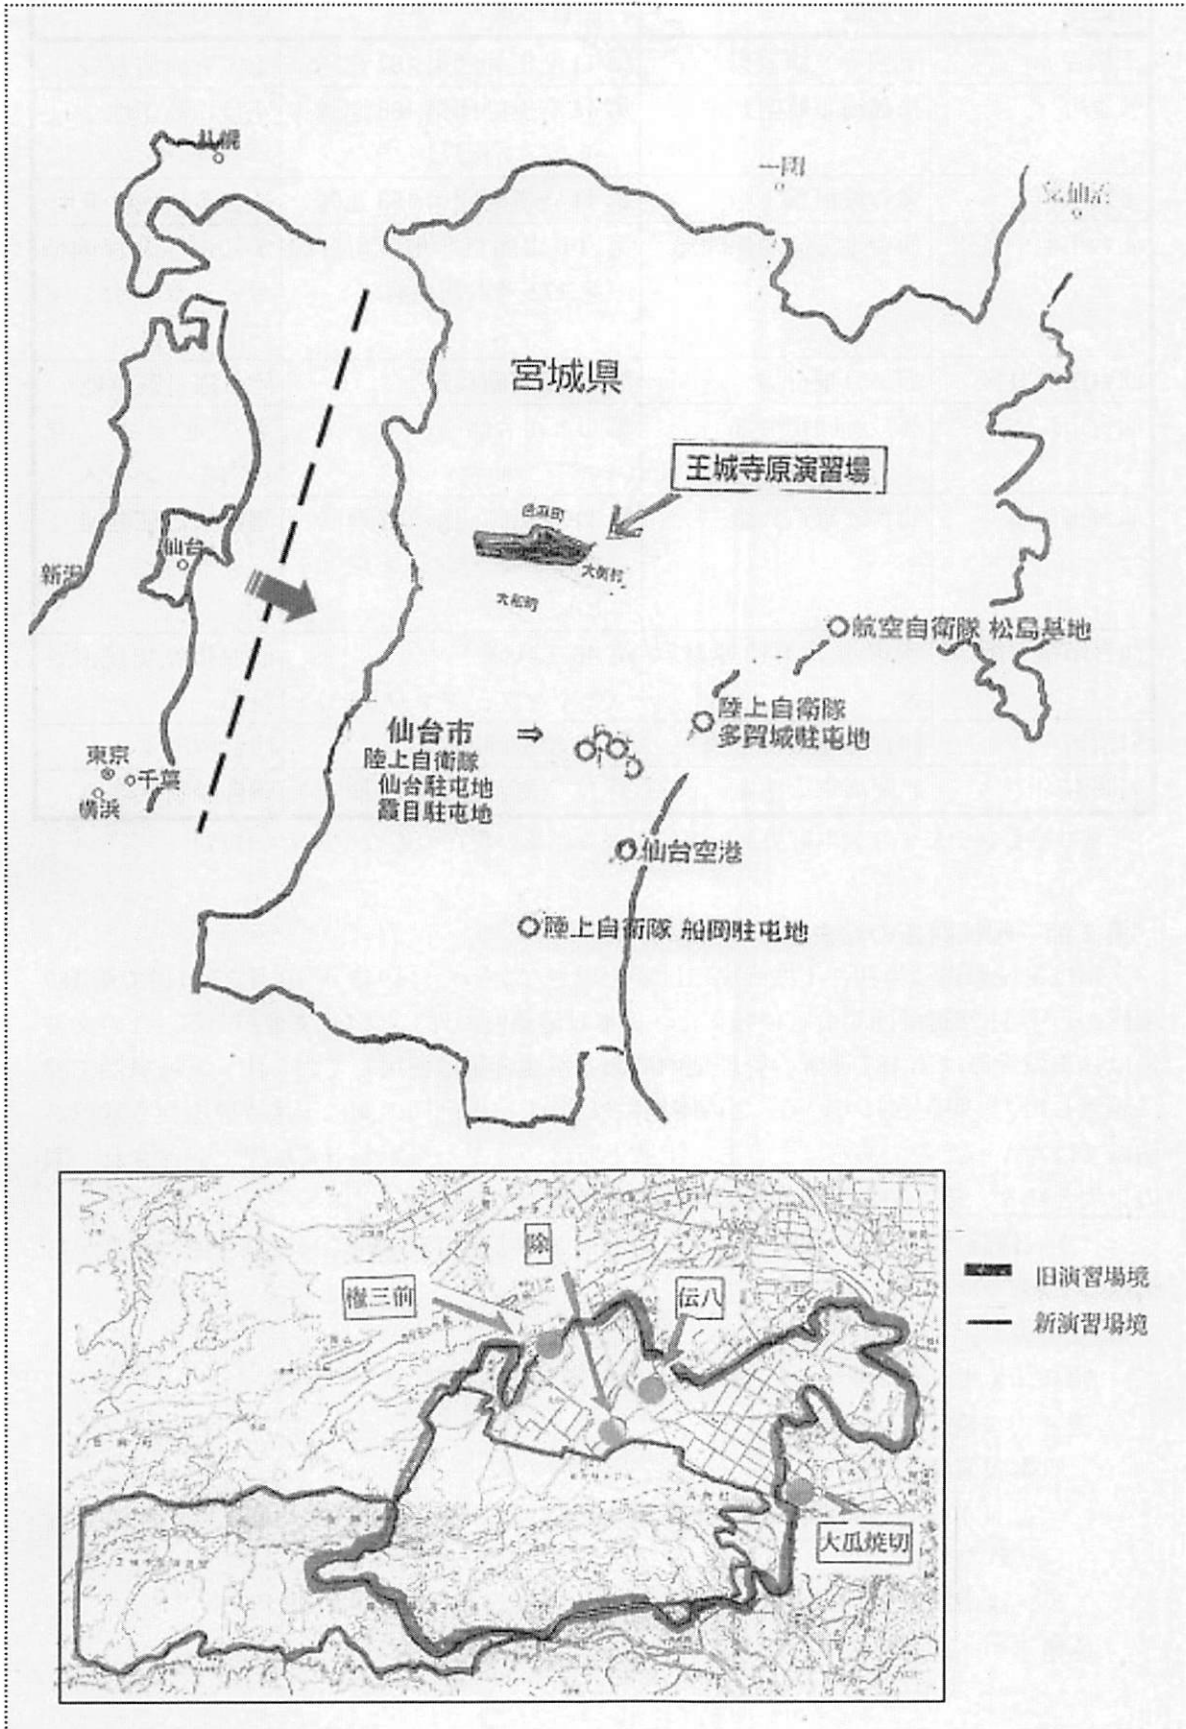 札幌
一関
気仙沼
宮城県
王城寺原演習場
色麻町
仙台
新潟
大衡村
大和町
航空自衛隊 松島基地
陸上自衛隊
多賀城駐屯地
仙台市 ⇒
陸上自衛隊
仙台駐屯地
霞目駐屯地
東京
千葉
横浜
仙台空港
陸上自衛隊 船岡駐屯地
除
権三前
伝八
旧演習場境
新演習場境
大瓜焼切